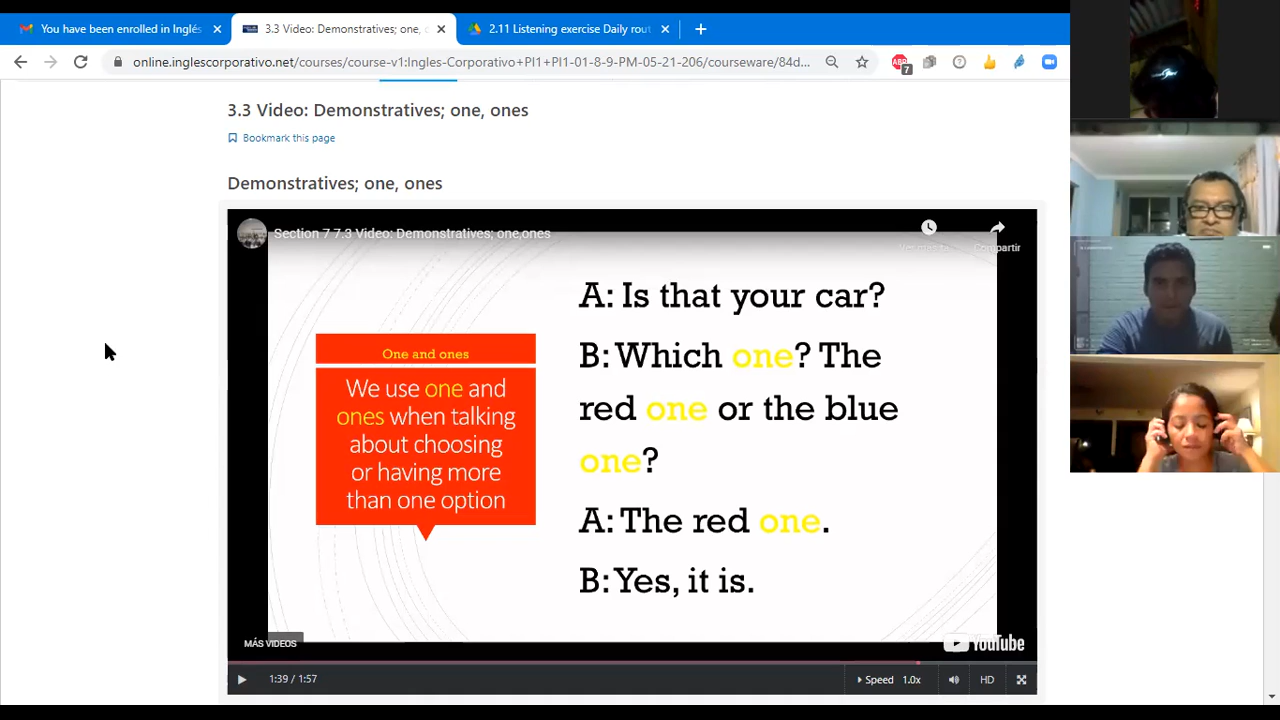 You have been enrolled in Inglés
3.3 Video: Demonstratives; one, o
2.11 Listening exercise Daily rout
online.inglescorporativo.net/courses/course-v1:Ingles-Corporativo+PI1+PI1-01-8-9-PM-05-21-206/courseware/84d...
ABP
7
3.3 Video: Demonstratives; one, ones
Bookmark this page
Demonstratives; one, ones
Section 7 7.3 Video: Demonstratives; one,ones
Compartir
One and ones
We use one and
ones when talking
about choosing
or having more
than one option
A: Is that your car?
B: Which one? The
red one or the blue
one?
A: The red one.
B: Yes, it is.
MÁS VIDEOS
YouTube
1:39 / 1:57
Speed 1.0x
HD